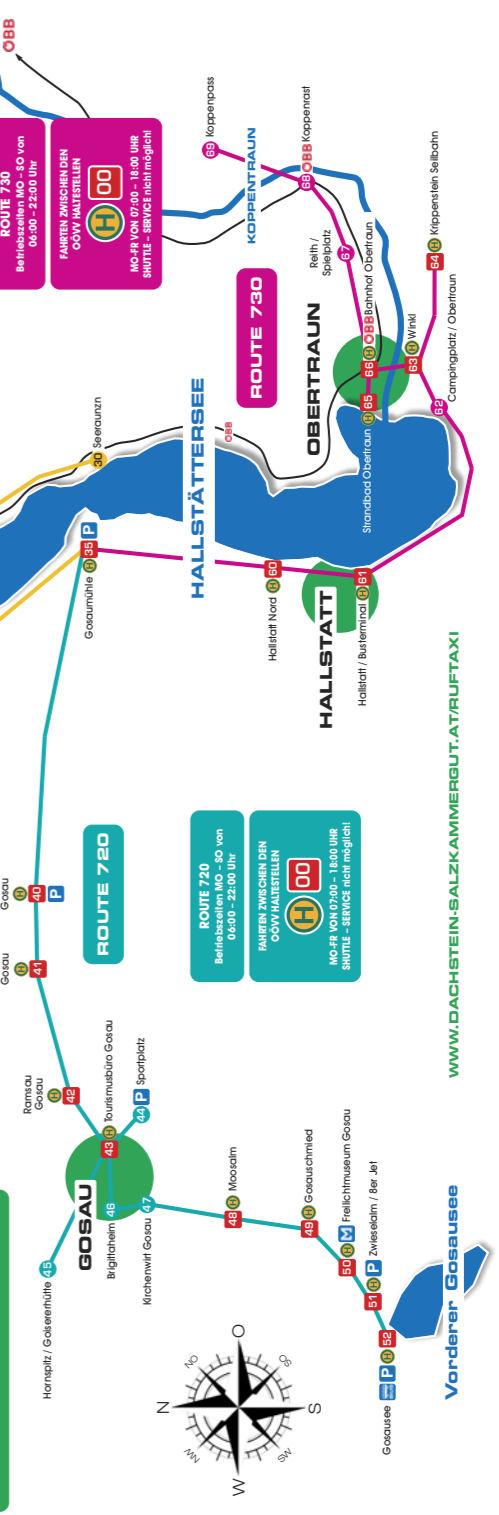 Hornspitz / Goisererhütte 45
GOSAU
Brigittaheim 46
Kirchenwirt Gosau 47
Ramsau
Gosau
H
42
43 H Tourismusbüro Gosau
44 P Sportplatz
Gosau
H
41
Gosau
H
40
P
48 H Moosalm
49 H Gosauschmied
50 H M Freilichtmuseum Gosau
51 H P Zwieselalm / 8er Jet
Gosausee P H 52
Vorderer Gosausee
N
NO
O
SO
S
SW
W
NW
ROUTE 720
ROUTE 720
Betriebszeiten MO – SO von
06:00 – 22:00 Uhr
FAHRTEN ZWISCHEN DEN
OÖVV HALTESTELLEN
H 00
MO-FR VON 07:00 – 18:00 UHR
SHUTTLE – SERVICE nicht möglich!
WWW.DACHSTEIN-SALZKAMMERGUT.AT/RUFTAXI
Gosaumühle H 35 P
30 Seeraunzn
HALLSTÄTTERSEE
ÖBB
Hallstatt Nord H 60
HALLSTATT
Hallstatt / Busterminal H 61
ROUTE 730
OBERTRAUN
Strandbad Obertraun H 65
66 H ÖBB Bahnhof Obertraun
63 H Winkl
62 Campingplatz / Obertraun
64 H Krippenstein Seilbahn
Reith /
Spielplatz
67
68 ÖBB Koppenrast
69 Koppenpass
KOPPENTRAUN
ROUTE 730
Betriebszeiten MO – SO von
06:00 – 22:00 Uhr
FAHRTEN ZWISCHEN DEN
OÖVV HALTESTELLEN
H 00
MO-FR VON 07:00 – 18:00 UHR
SHUTTLE – SERVICE nicht möglich!
ÖBB